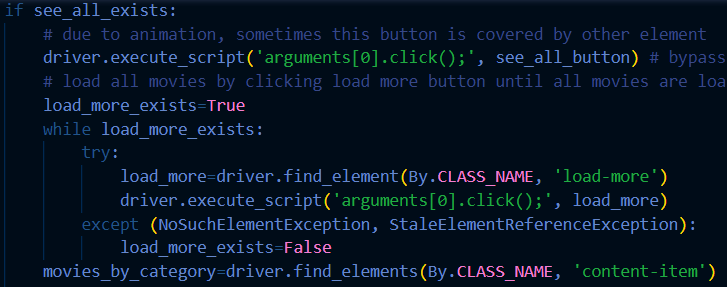 if see_all_exists:
# due to animation, sometimes this button is covered by other element
driver.execute_script('arguments[0].click();', see_all_button) # bypass
# load all movies by clicking load more button until all movies are loa
load_more_exists=True
while load_more_exists:
try:
load_more=driver.find_element(By.CLASS_NAME, 'load-more')
driver.execute_script('arguments[0].click();', load_more)
except (NoSuchElementException, StaleElementReferenceException):
load_more_exists=False
movies_by_category=driver.find_elements(By.CLASS_NAME, 'content-item')